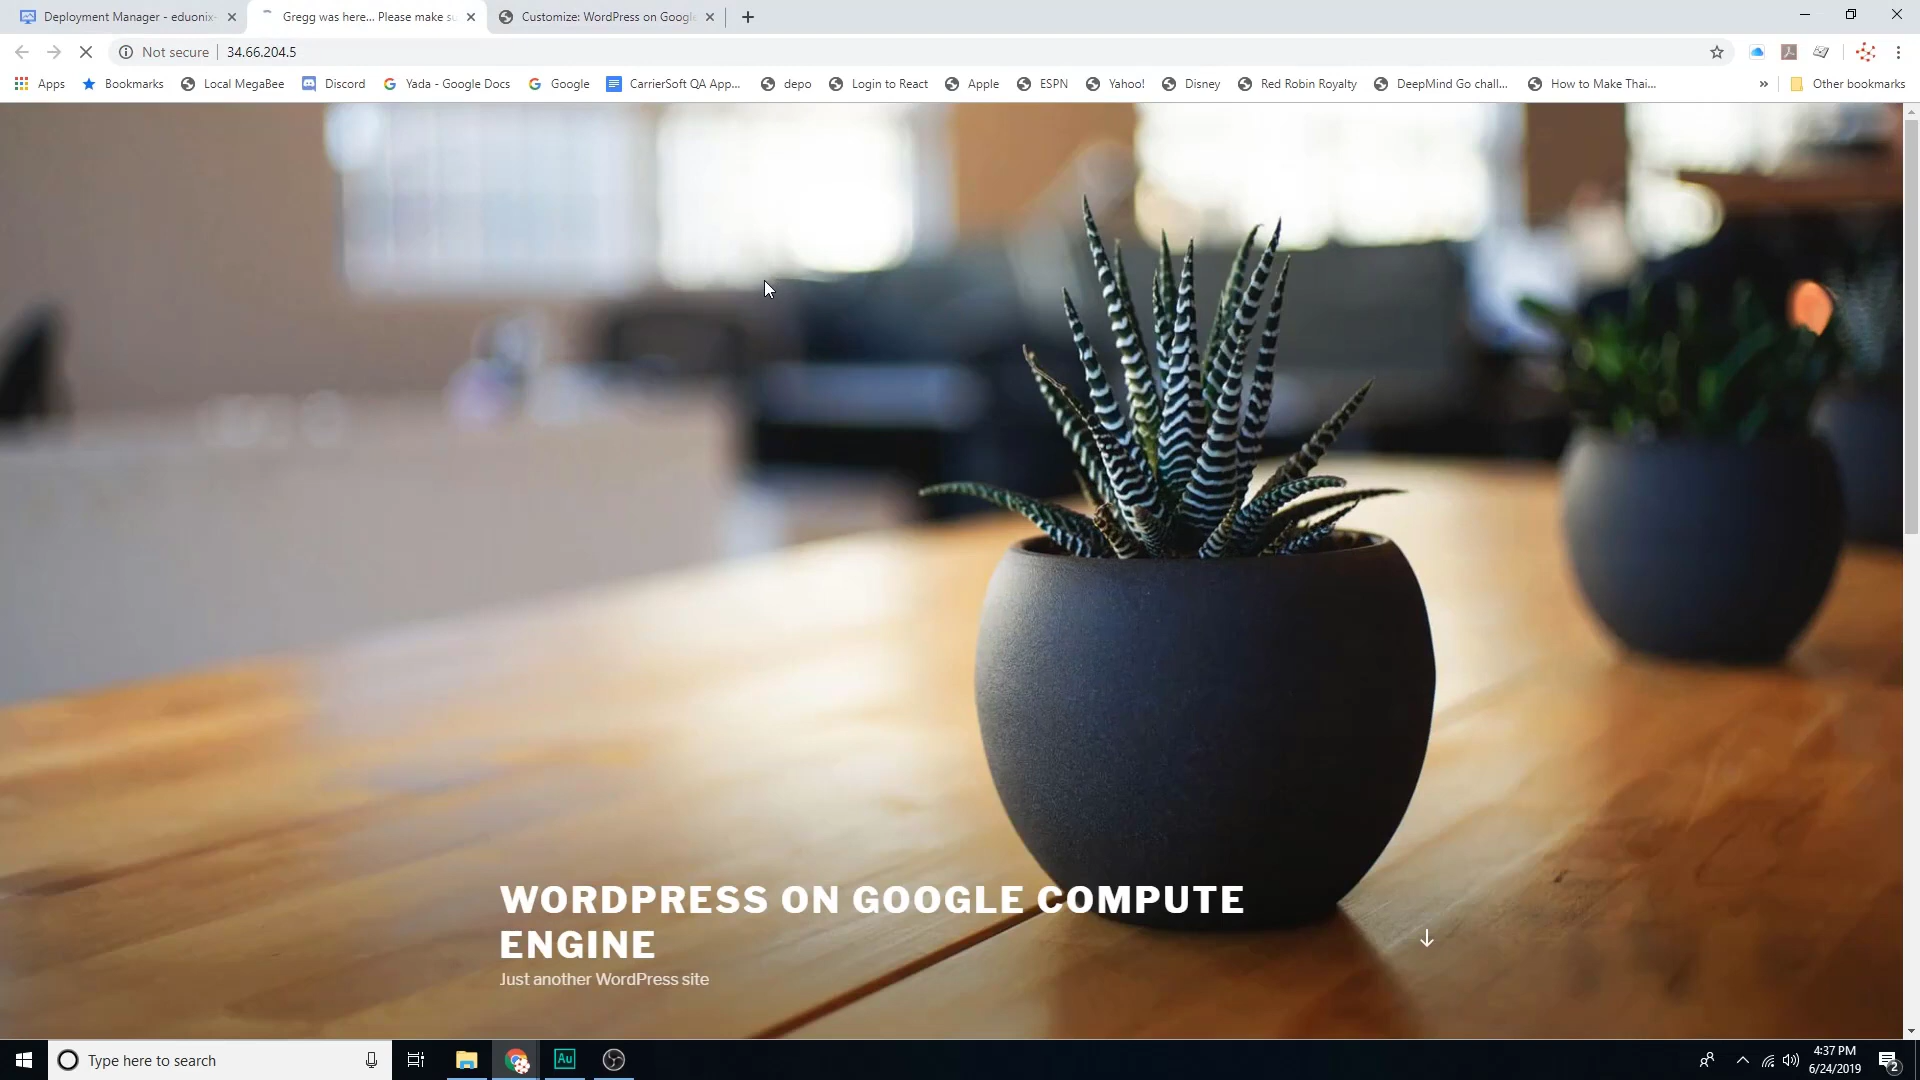 Deployment Manager - eduonix-
Gregg was here... Please make su
Customize: WordPress on Google
Not secure
34.66.204.5
Apps
Bookmarks
Local MegaBee
Discord
Yada - Google Docs
Google
CarrierSoft QA App...
depo
Login to React
Apple
ESPN
Yahoo!
Disney
Red Robin Royalty
DeepMind Go chall...
How to Make Thai...
»
Other bookmarks
WORDPRESS ON GOOGLE COMPUTE
ENGINE
Just another WordPress site
Type here to search
Au
4:37 PM
6/24/2019
2